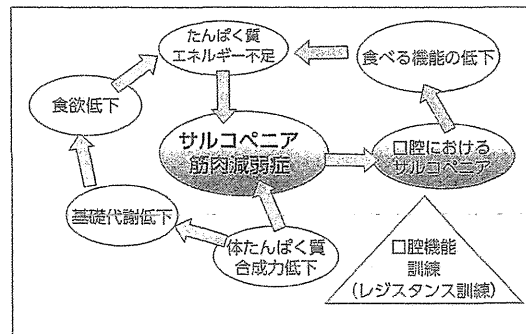 たんぱく質
エネルギー不足
食べる機能の低下
食欲低下
サルコペニア
筋肉減弱症
口腔における
サルコペニア
基礎代謝低下
体たんぱく質
合成力低下
口腔機能
訓練
(レジスタンス訓練)